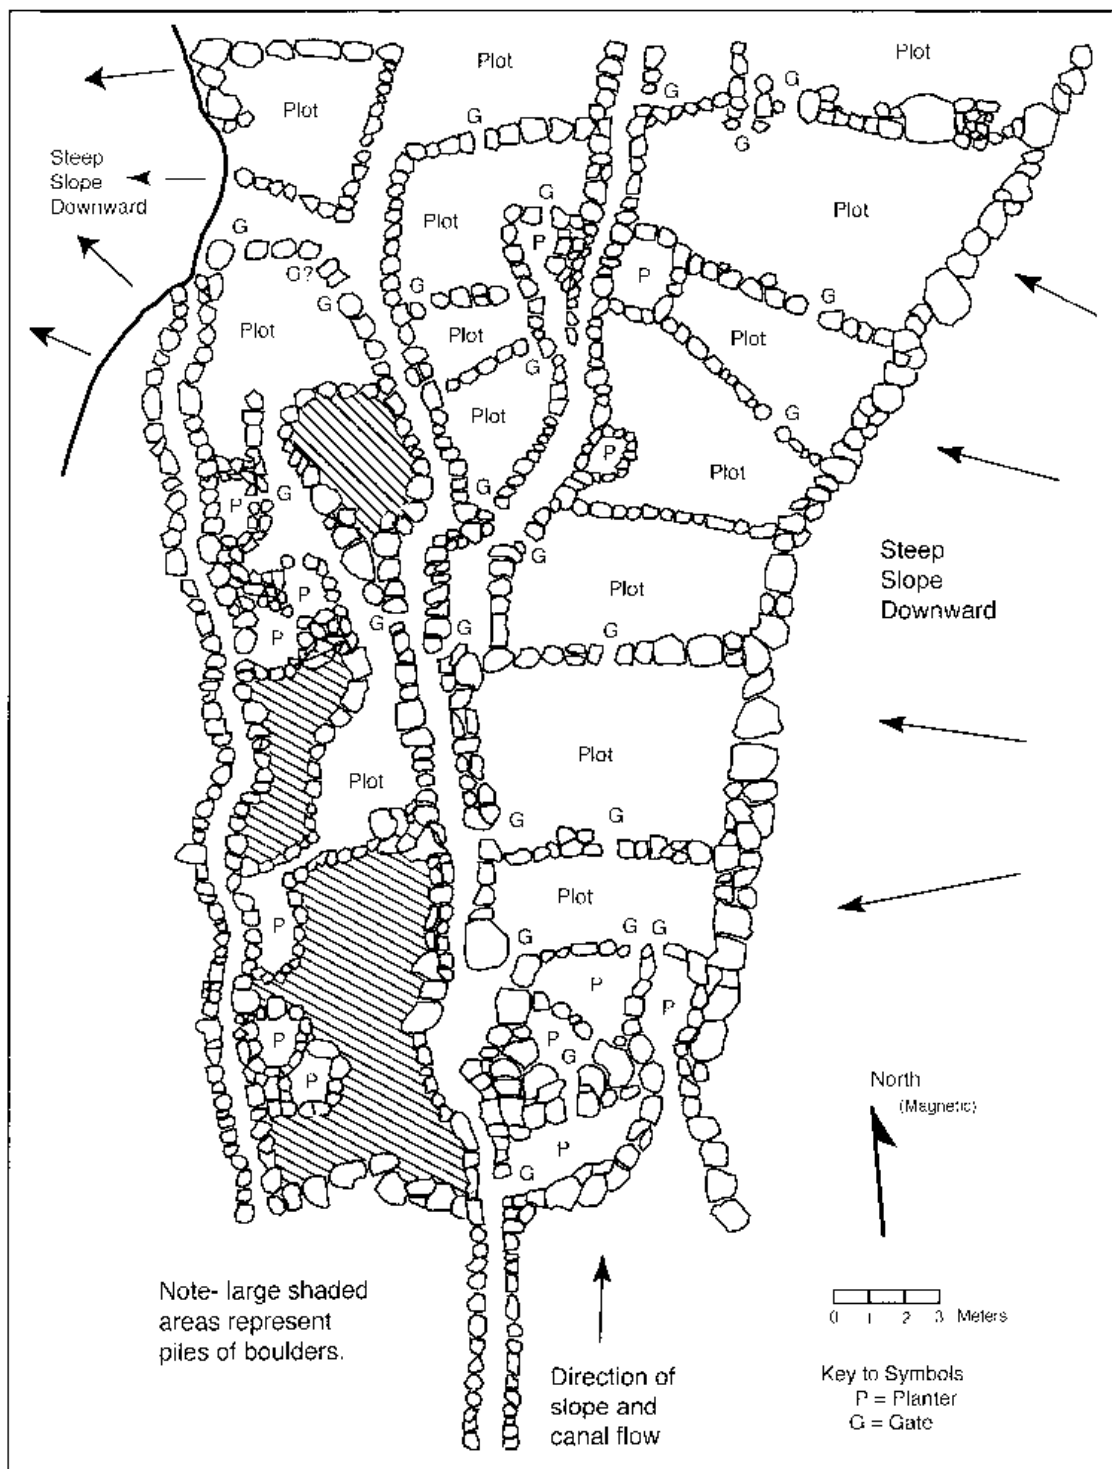 Plot
Plot
G
G
Plot
G
Plot
Steep
Slope
Downward
G
G
Plot
P
Plot
G
G?
G
G
P
G
Plot
Plot
Plot
G
Plot
G
P
Plot
G
G
P
G
Steep
Slope
Downward
P
Plot
P
G
G
G
Plot
Plot
G
G
Plot
P
G
G
G
P
P
P
P
G
P
North
(Magnetic)
P
G
Note- large shaded
areas represent
piles of boulders.
0 1 2 3 Meters
Direction of
slope and
canal flow
Key to Symbols
P = Planter
G = Gate